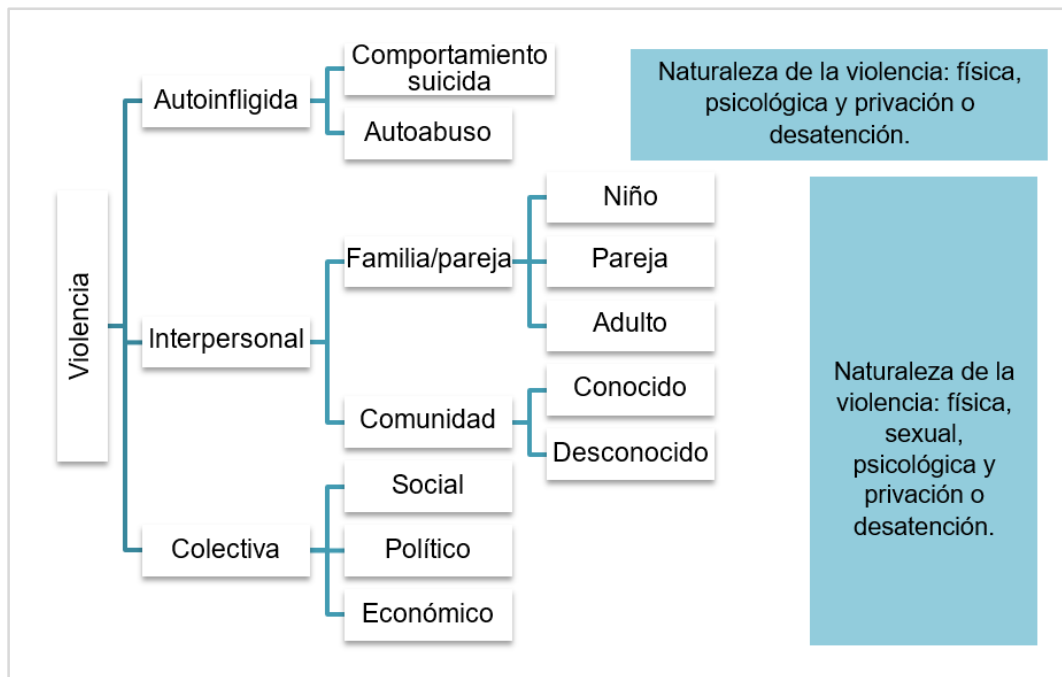 Violencia
Autoinfligida
Comportamiento
suicida
Autoabuso
Naturaleza de la violencia: física,
psicológica y privación o
desatención.
Interpersonal
Familia/pareja
Niño
Pareja
Adulto
Comunidad
Conocido
Desconocido
Colectiva
Social
Político
Económico
Naturaleza de la
violencia: física,
sexual,
psicológica y
privación o
desatención.